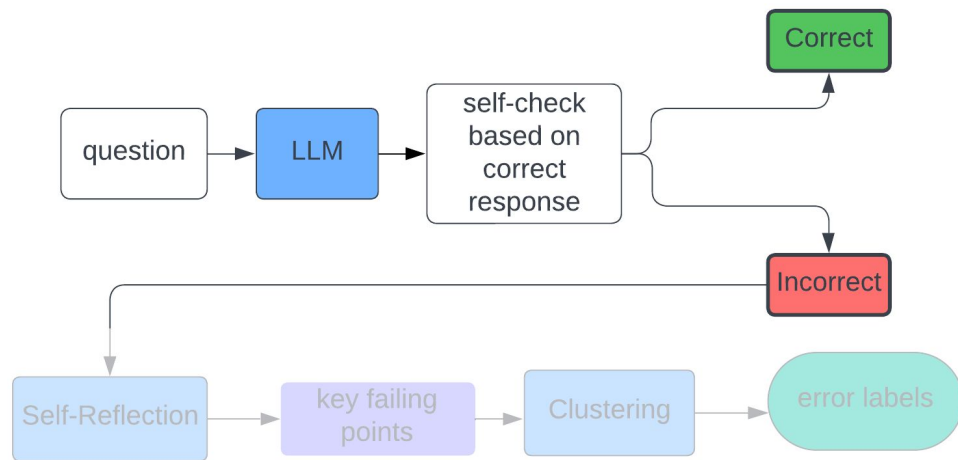 Correct
question
LLM
self-check
based on
correct
response
Incorrect
Self-Reflection
key failing
points
Clustering
error labels